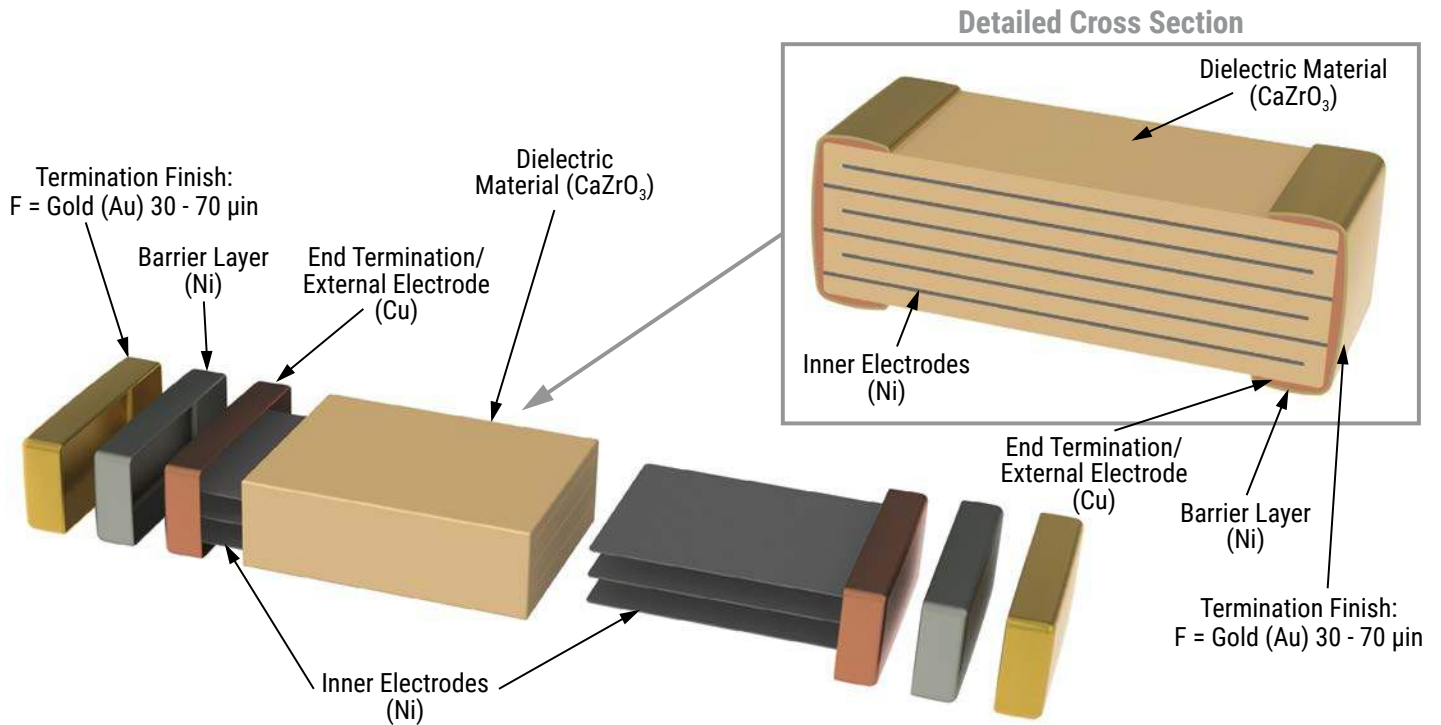 Detailed Cross Section
Dielectric Material
(CaZrO₃)
Inner Electrodes
(Ni)
End Termination/
External Electrode
(Cu)
Barrier Layer
(Ni)
Termination Finish:
F = Gold (Au) 30 - 70 µin
Termination Finish:
F = Gold (Au) 30 - 70 µin
Barrier Layer
(Ni)
End Termination/
External Electrode
(Cu)
Dielectric
Material (CaZrO₃)
Inner Electrodes
(Ni)